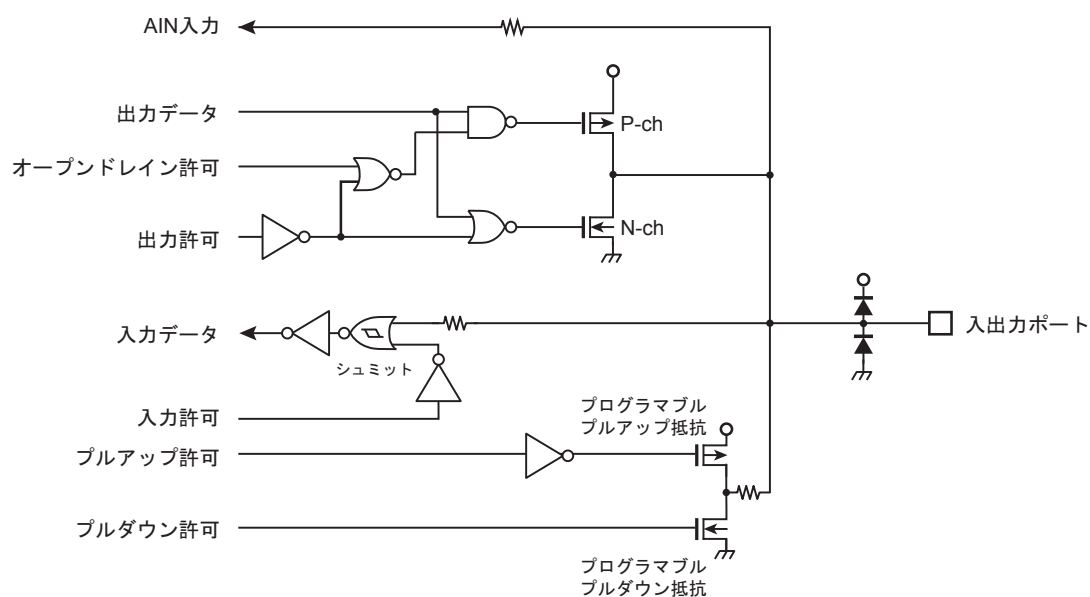 AIN入力
出力データ
P-ch
オープンドレイン許可
出力許可
N-ch
入力データ
シュミット
入出力ポート
入力許可
プログラマブル
プルアップ抵抗
プルアップ許可
プルダウン許可
プログラマブル
プルダウン抵抗